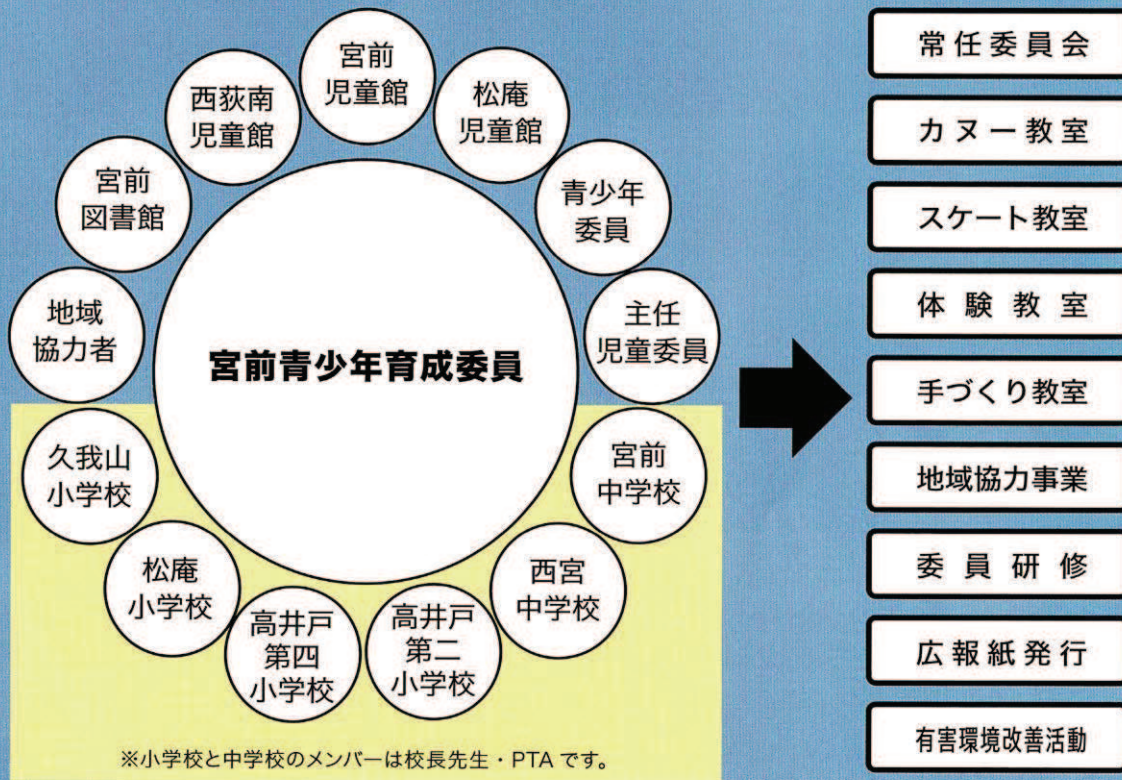 宮前
児童館
松庵
児童館
青少年
委員
主任
児童委員
宮前
中学校
西宮
中学校
高井戸
第二
小学校
高井戸
第四
小学校
松庵
小学校
久我山
小学校
地域
協力者
宮前
図書館
西荻南
児童館
宮前青少年育成委員
※小学校と中学校のメンバーは校長先生・PTA です。
常任委員会
カヌー教室
スケート教室
体験教室
手づくり教室
地域協力事業
委員研修
広報紙発行
有害環境改善活動